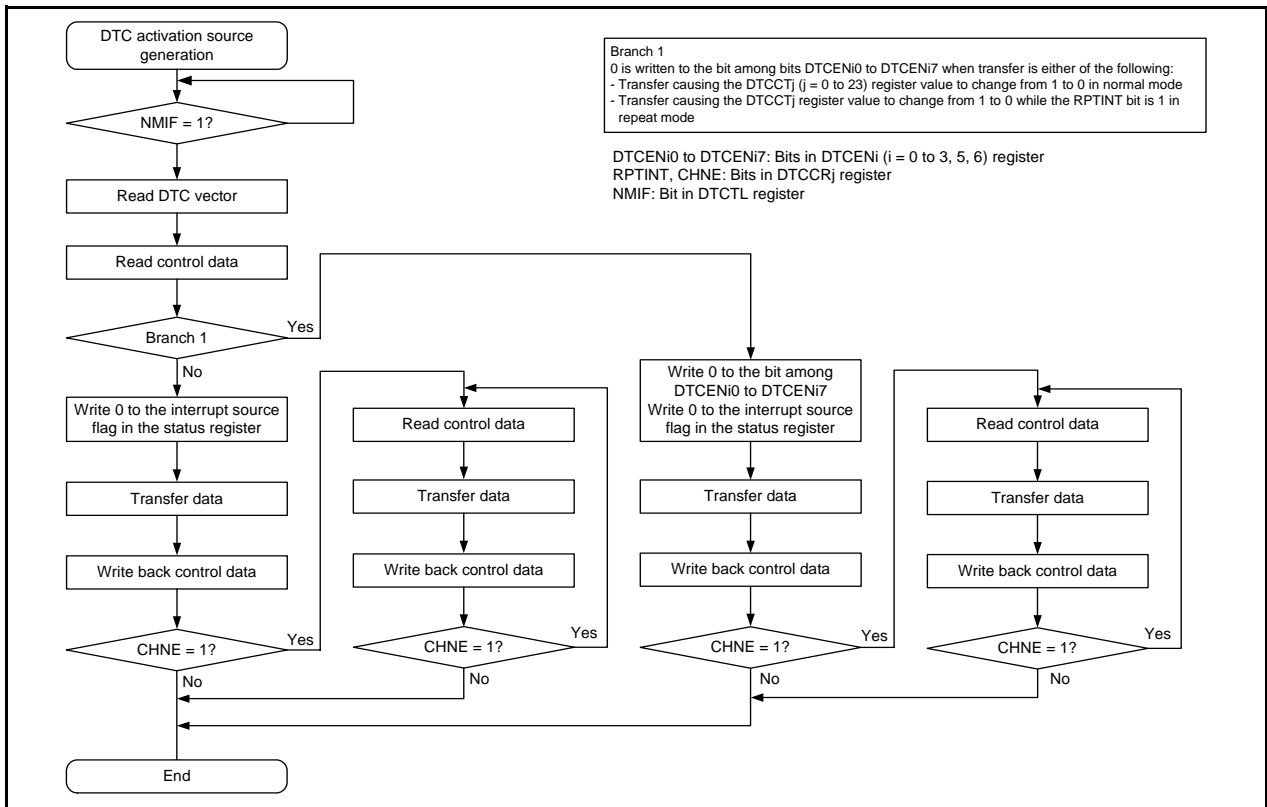 DTC activation source
generation
NMIF = 1?
Read DTC vector
Read control data
Branch 1
Yes
No
Write 0 to the interrupt source
flag in the status register
Transfer data
Write back control data
CHNE = 1?
Yes
No
End
Read control data
Transfer data
Write back control data
CHNE = 1?
Yes
No
Branch 1
0 is written to the bit among bits DTCENi0 to DTCENi7 when transfer is either of the following:
- Transfer causing the DTCCTj (j = 0 to 23) register value to change from 1 to 0 in normal mode
- Transfer causing the DTCCTj register value to change from 1 to 0 while the RPTINT bit is 1 in
repeat mode
DTCENi0 to DTCENi7: Bits in DTCENi (i = 0 to 3, 5, 6) register
RPTINT, CHNE: Bits in DTCCRj register
NMIF: Bit in DTCTL register
Write 0 to the bit among
DTCENi0 to DTCENi7
Write 0 to the interrupt source
flag in the status register
Transfer data
Write back control data
CHNE = 1?
Yes
No
Read control data
Transfer data
Write back control data
CHNE = 1?
Yes
No